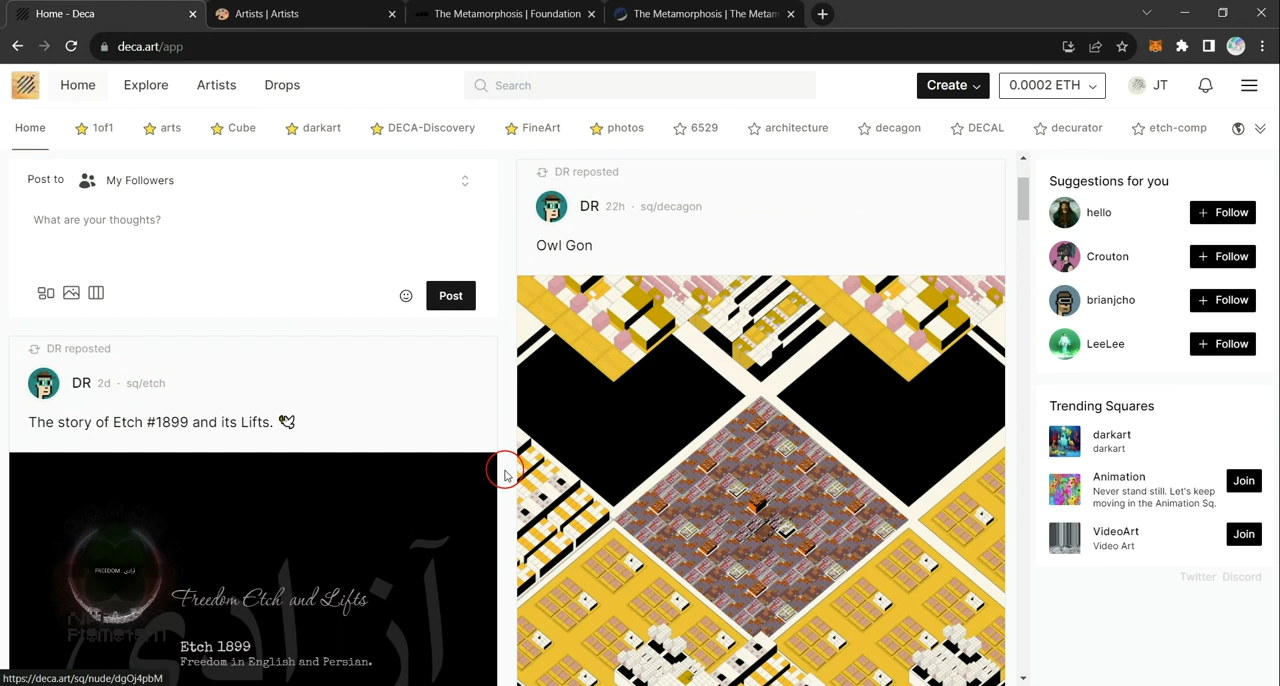 Home - Deca
Artists | Artists
The Metamorphosis | Foundation
The Metamorphosis | The Metam
deca.art/app
Home Explore Artists Drops
Search
Create
0.0002 ETH
JT
Home
1of1
arts
Cube
darkart
DECA-Discovery
FineArt
photos
6529
architecture
decagon
DECAL
decurator
etch-comp
Post to My Followers
What are your thoughts?
Post
DR reposted
DR 2d · sq/etch
The story of Etch #1899 and its Lifts.
FREEDOM آزادی
Freedom Etch and Lifts
آزادی
Etch 1899
Freedom in English and Persian.
https://deca.art/sq/nude/dgOj4pbM
DR reposted
DR 22h · sq/decagon
Owl Gon
Suggestions for you
hello
+ Follow
Crouton
+ Follow
brianjcho
+ Follow
LeeLee
+ Follow
Trending Squares
darkart
darkart
Animation
Never stand still. Let's keep
moving in the Animation Sq.
Join
VideoArt
Video Art
Join
Twitter Discord